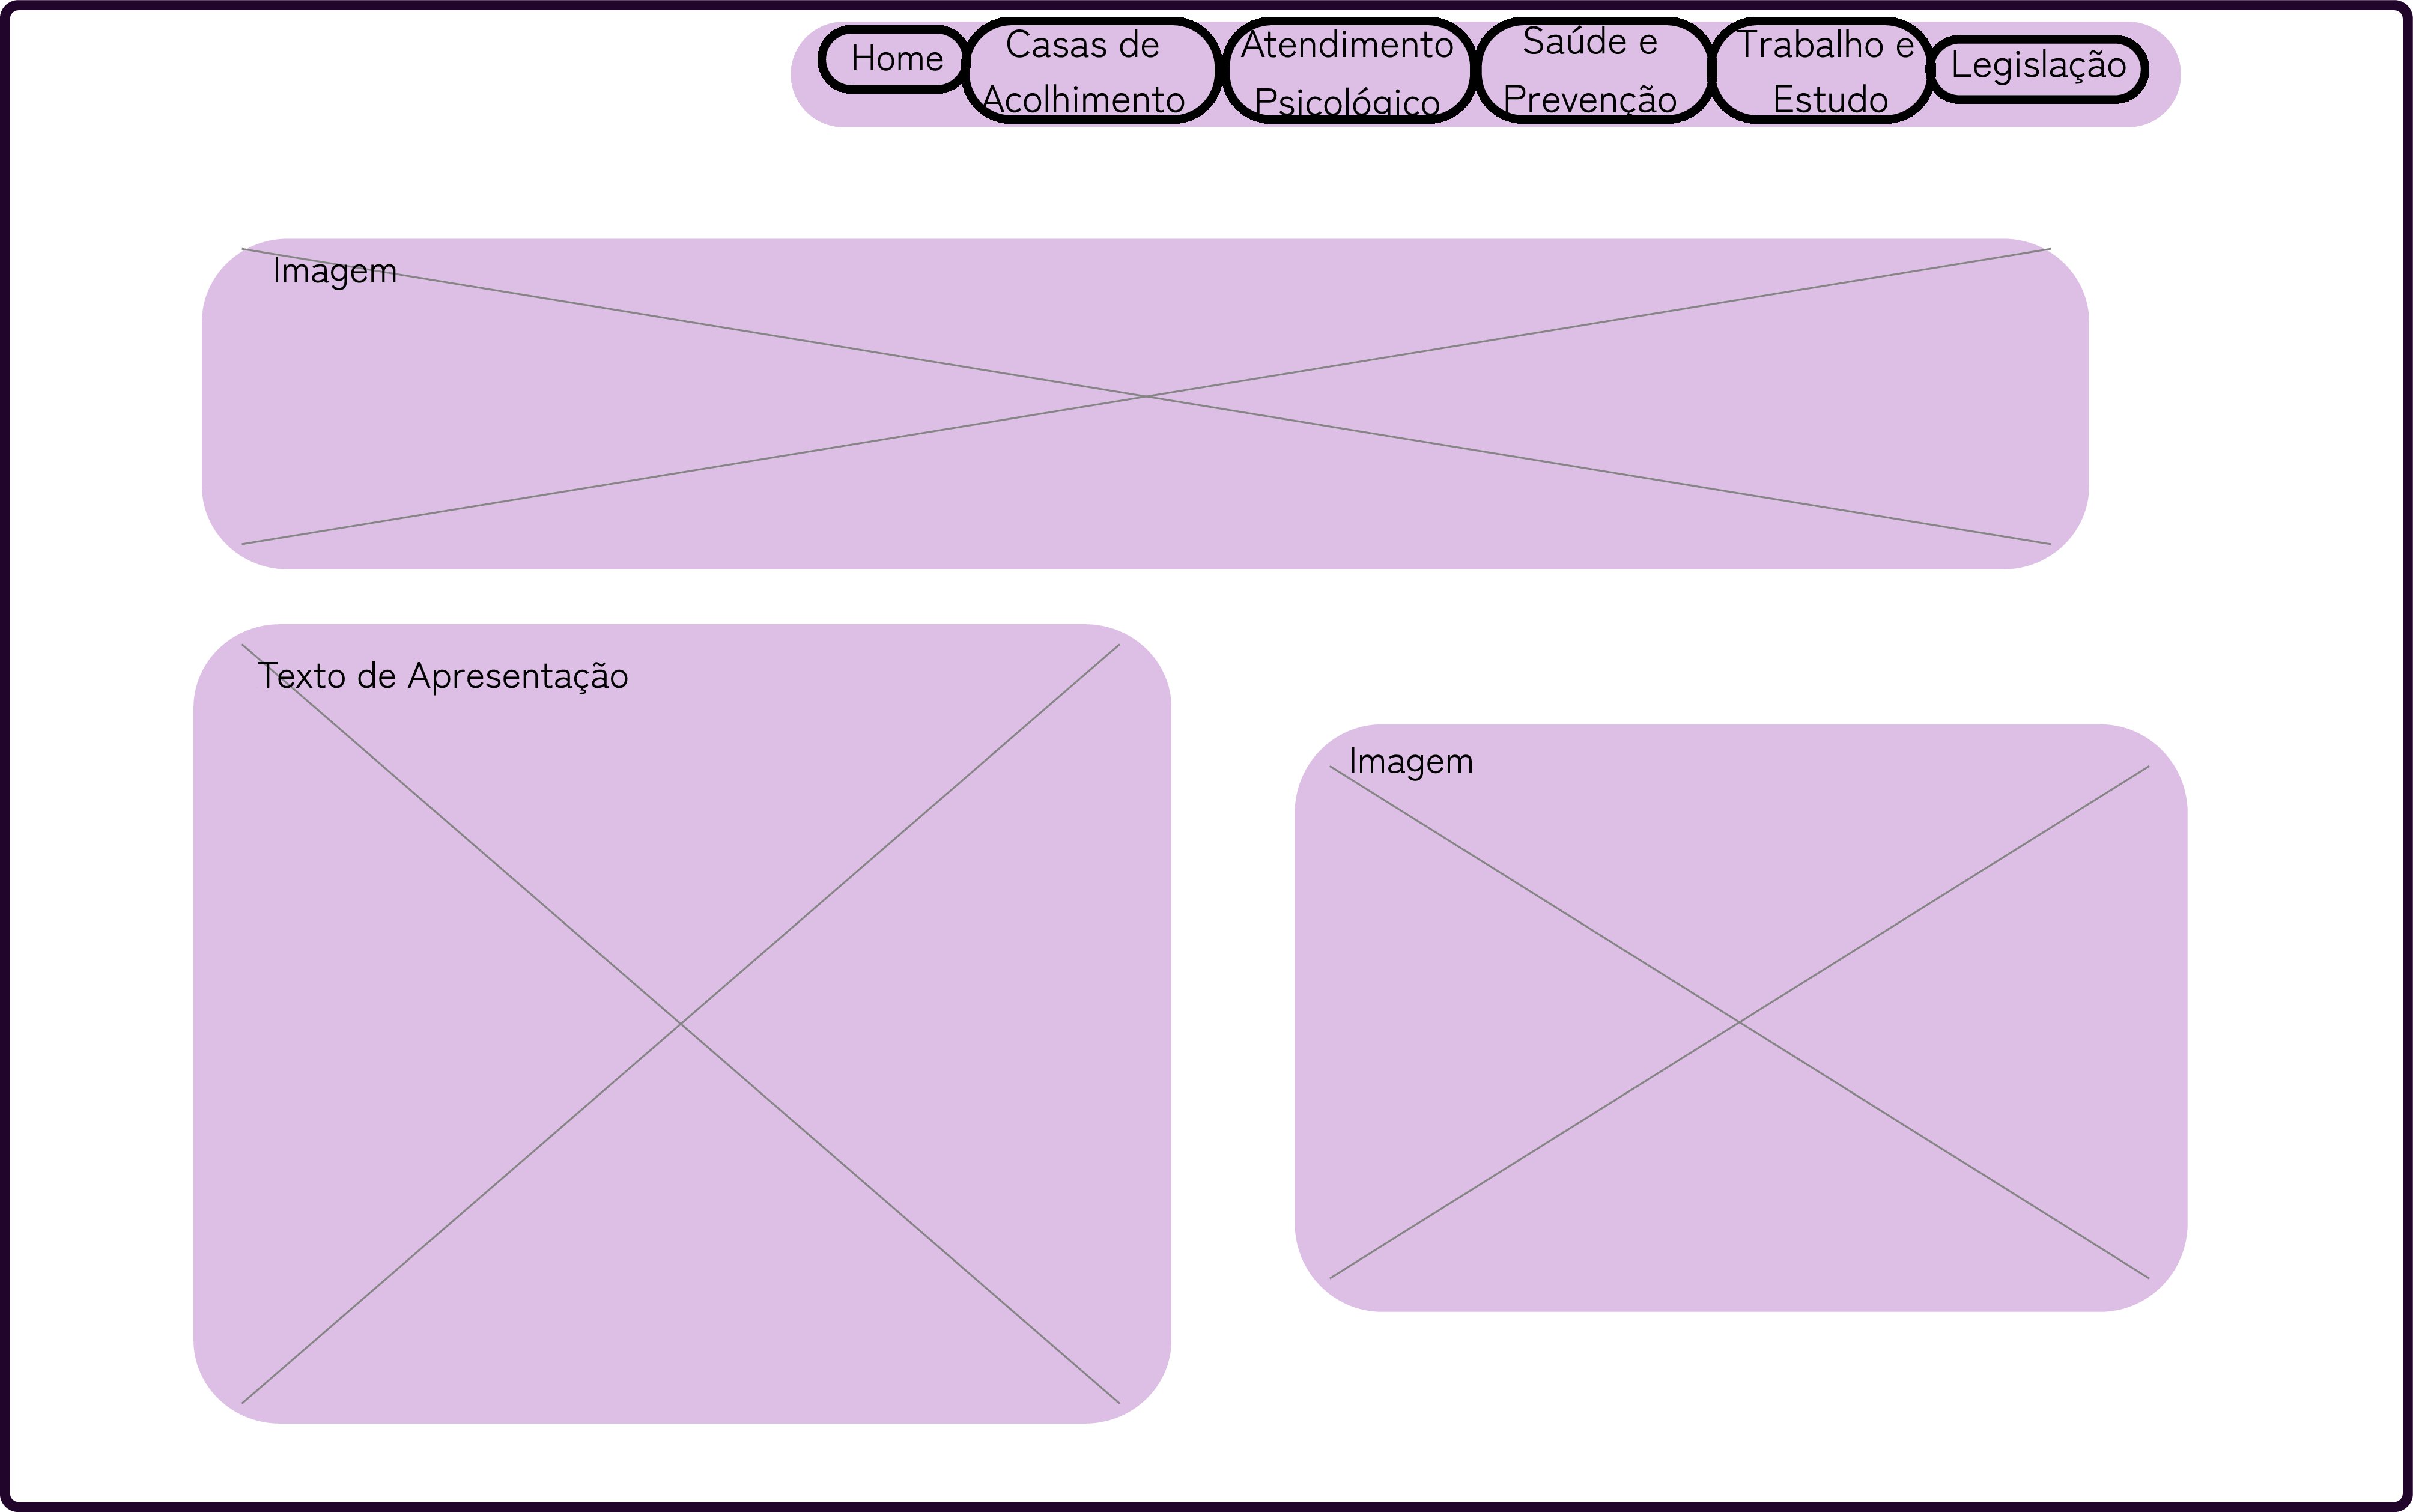 Home
Casas de
Acolhimento
Atendimento
Psicológico
Saúde e
Prevenção
Trabalho e
Estudo
Legislação
Imagem
Texto de Apresentação
Imagem